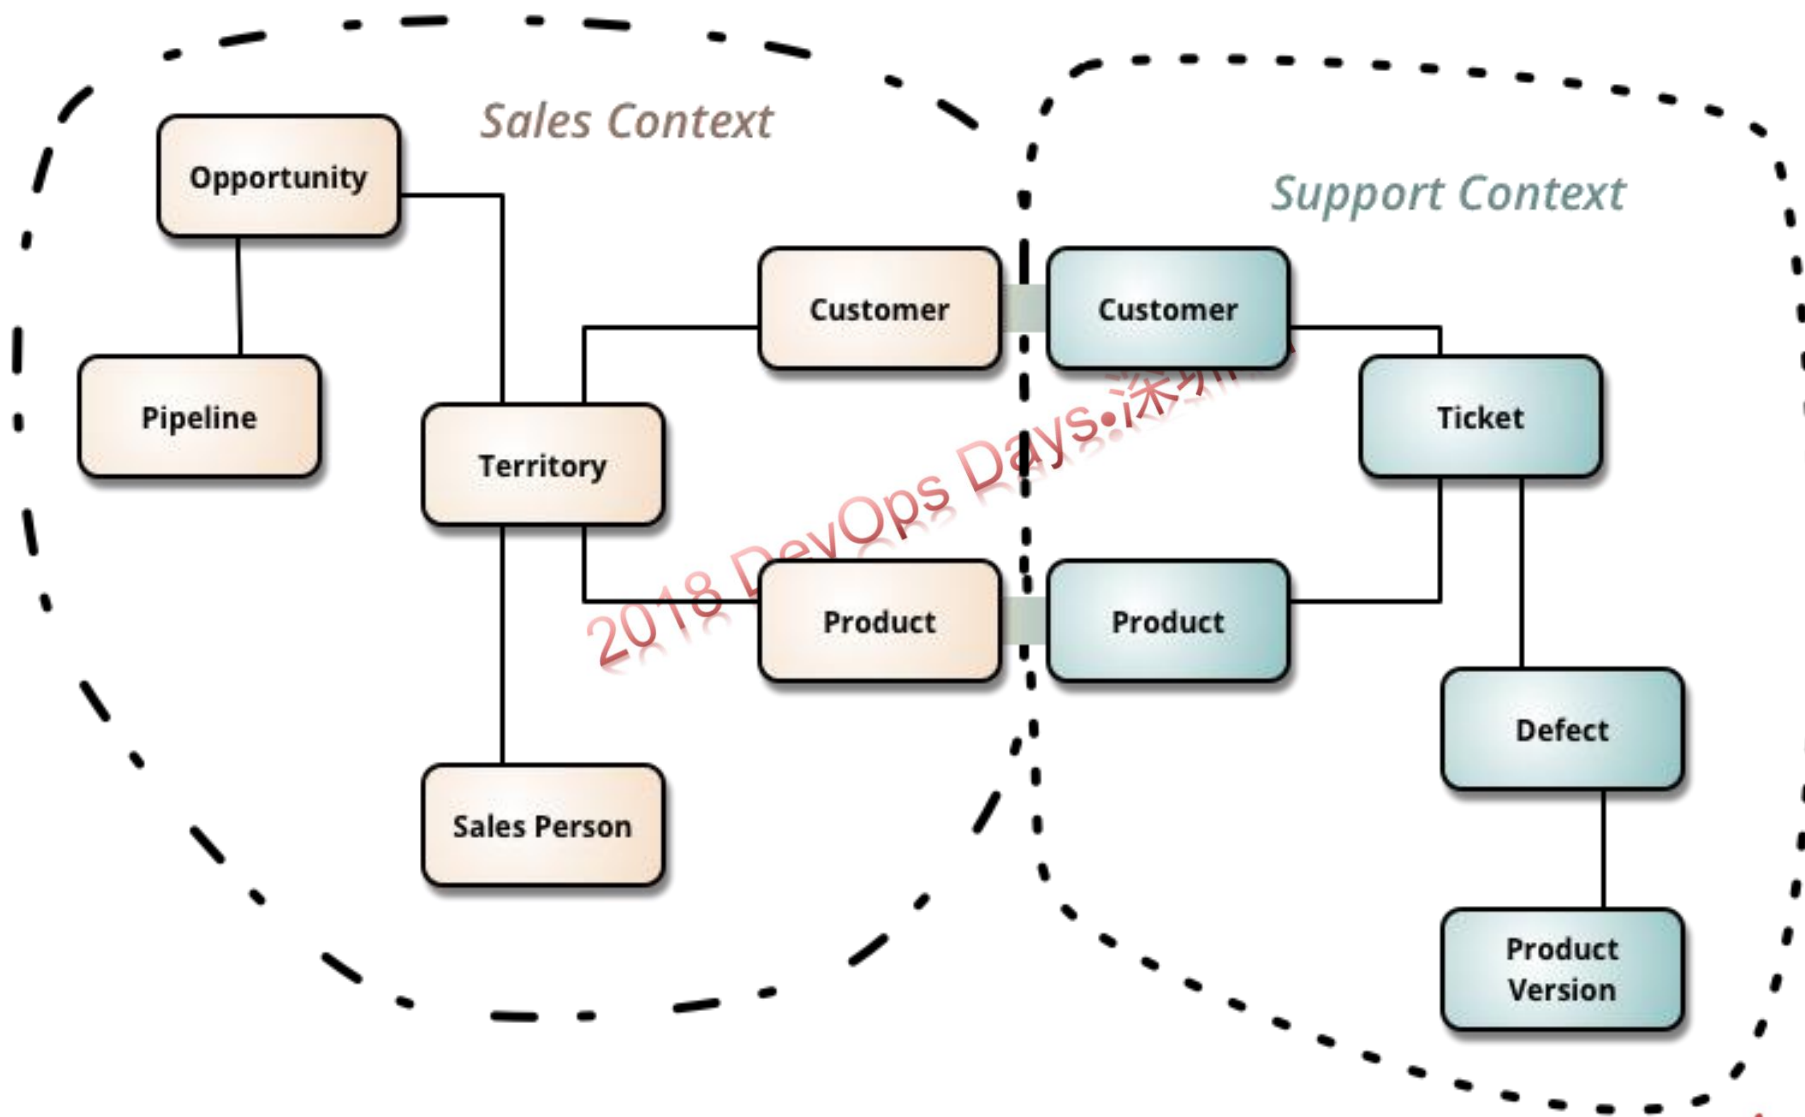 Sales Context
Support Context
Opportunity
Customer
Customer
Pipeline
Territory
Ticket
Product
Product
Defect
Sales Person
Product
Version
2018 DevOps Days•深圳